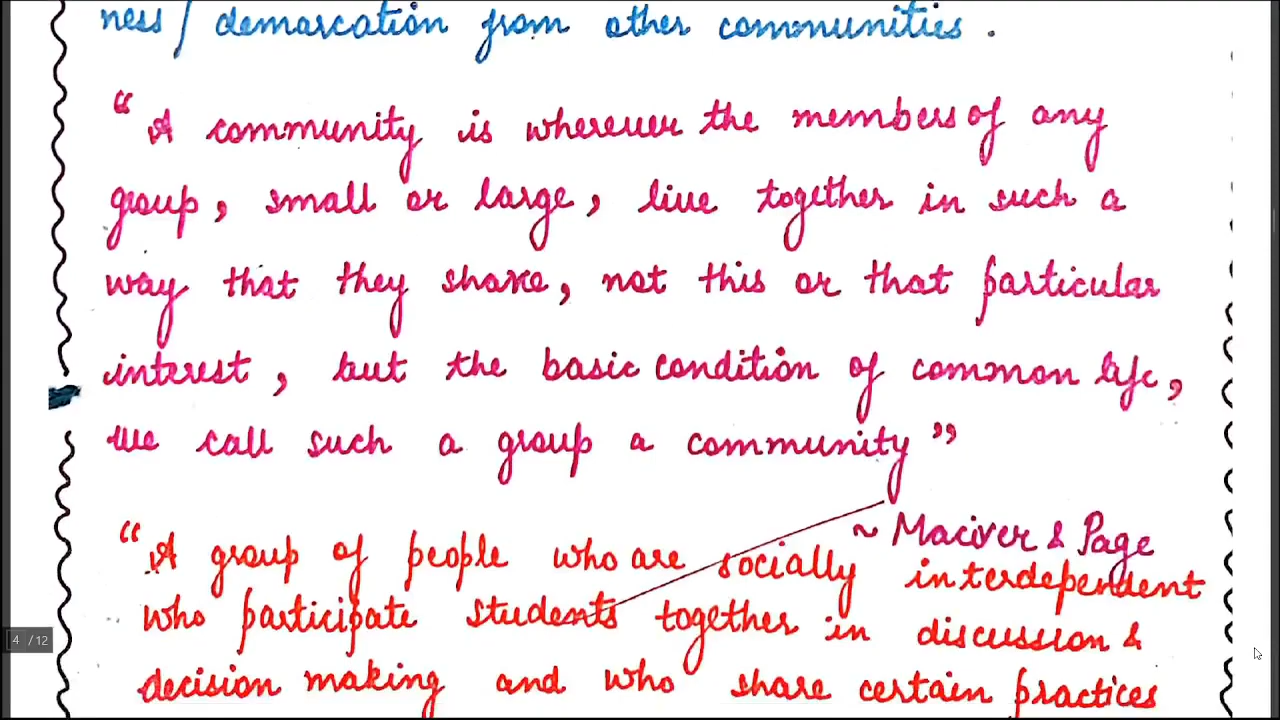 ness/ demarcation from other communities.
“A community is wherever the members of any
group, small or large, live together in such a
way that they share, not this or that particular
interest, but the basic condition of common life,
we call such a group a community”
~ Maciver & Page
“A group of people who are socially interdependent
who participate students together in discussion &
decision making and who share certain practices
4 / 12